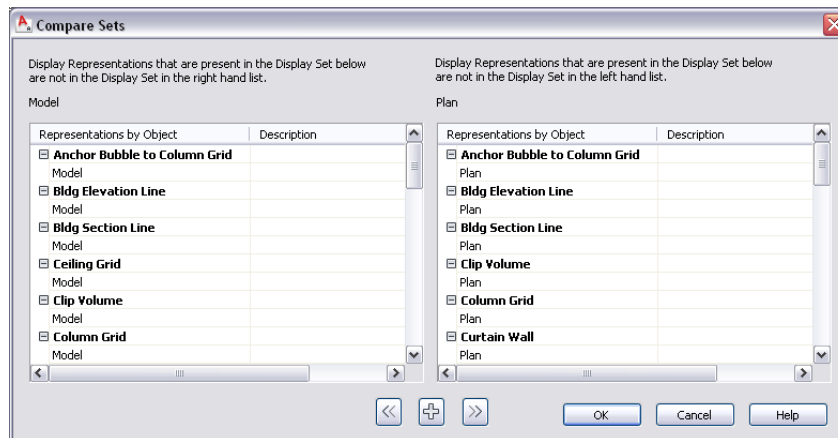 Compare Sets
Display Representations that are present in the Display Set below
are not in the Display Set in the right hand list.
Model
Representations by Object Description
Anchor Bubble to Column Grid
Model
Bldg Elevation Line
Model
Bldg Section Line
Model
Ceiling Grid
Model
Clip Volume
Model
Column Grid
Model
Display Representations that are present in the Display Set below
are not in the Display Set in the left hand list.
Plan
Representations by Object Description
Anchor Bubble to Column Grid
Plan
Bldg Elevation Line
Plan
Bldg Section Line
Plan
Clip Volume
Plan
Column Grid
Plan
Curtain Wall
Plan
OK Cancel Help